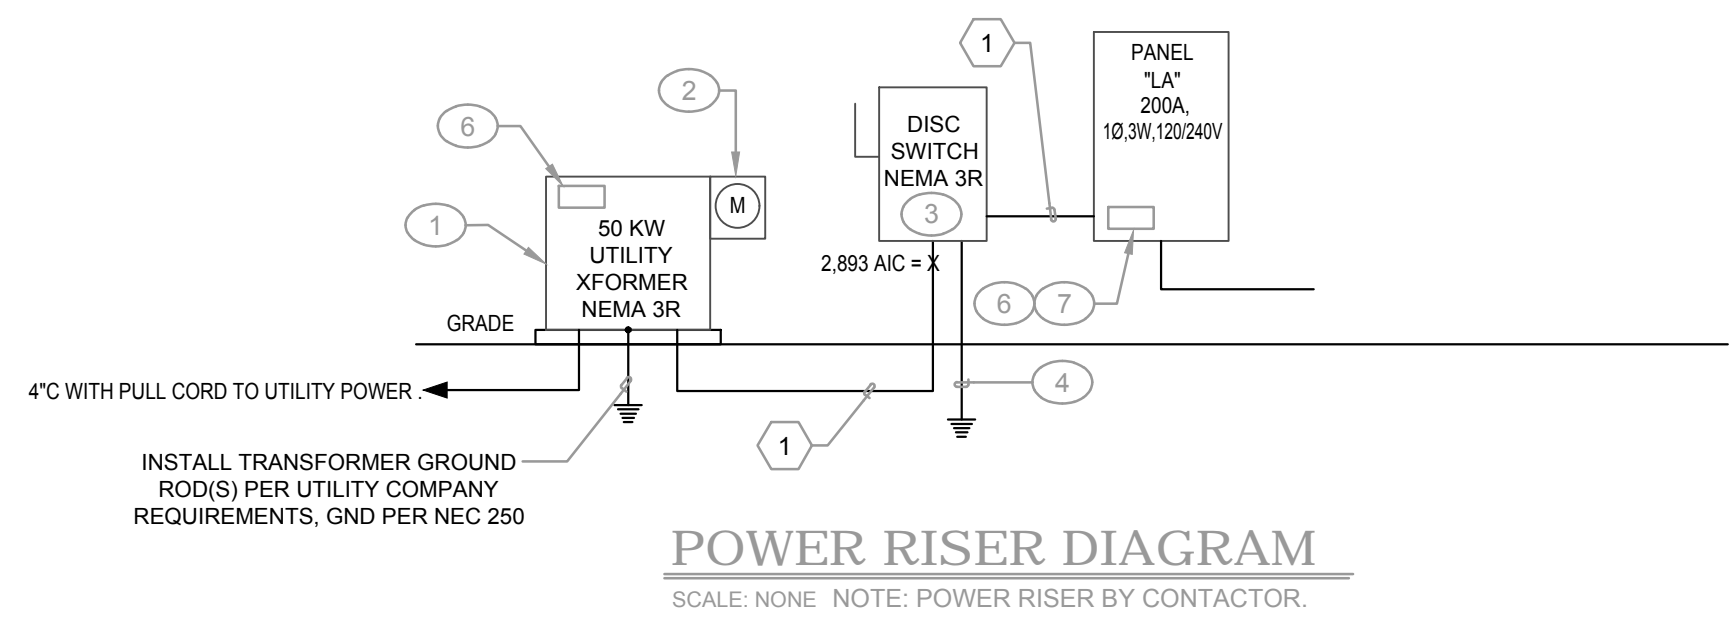 1
PANEL
"LA"
200A,
1Ø,3W,120/240V
2
6
DISC
SWITCH
NEMA 3R
3
M
1
50 KW
UTILITY
XFORMER
NEMA 3R
2,893 AIC = X
6
7
GRADE
4"C WITH PULL CORD TO UTILITY POWER .
4
1
INSTALL TRANSFORMER GROUND
ROD(S) PER UTILITY COMPANY
REQUIREMENTS, GND PER NEC 250
POWER RISER DIAGRAM
SCALE: NONE NOTE: POWER RISER BY CONTACTOR.